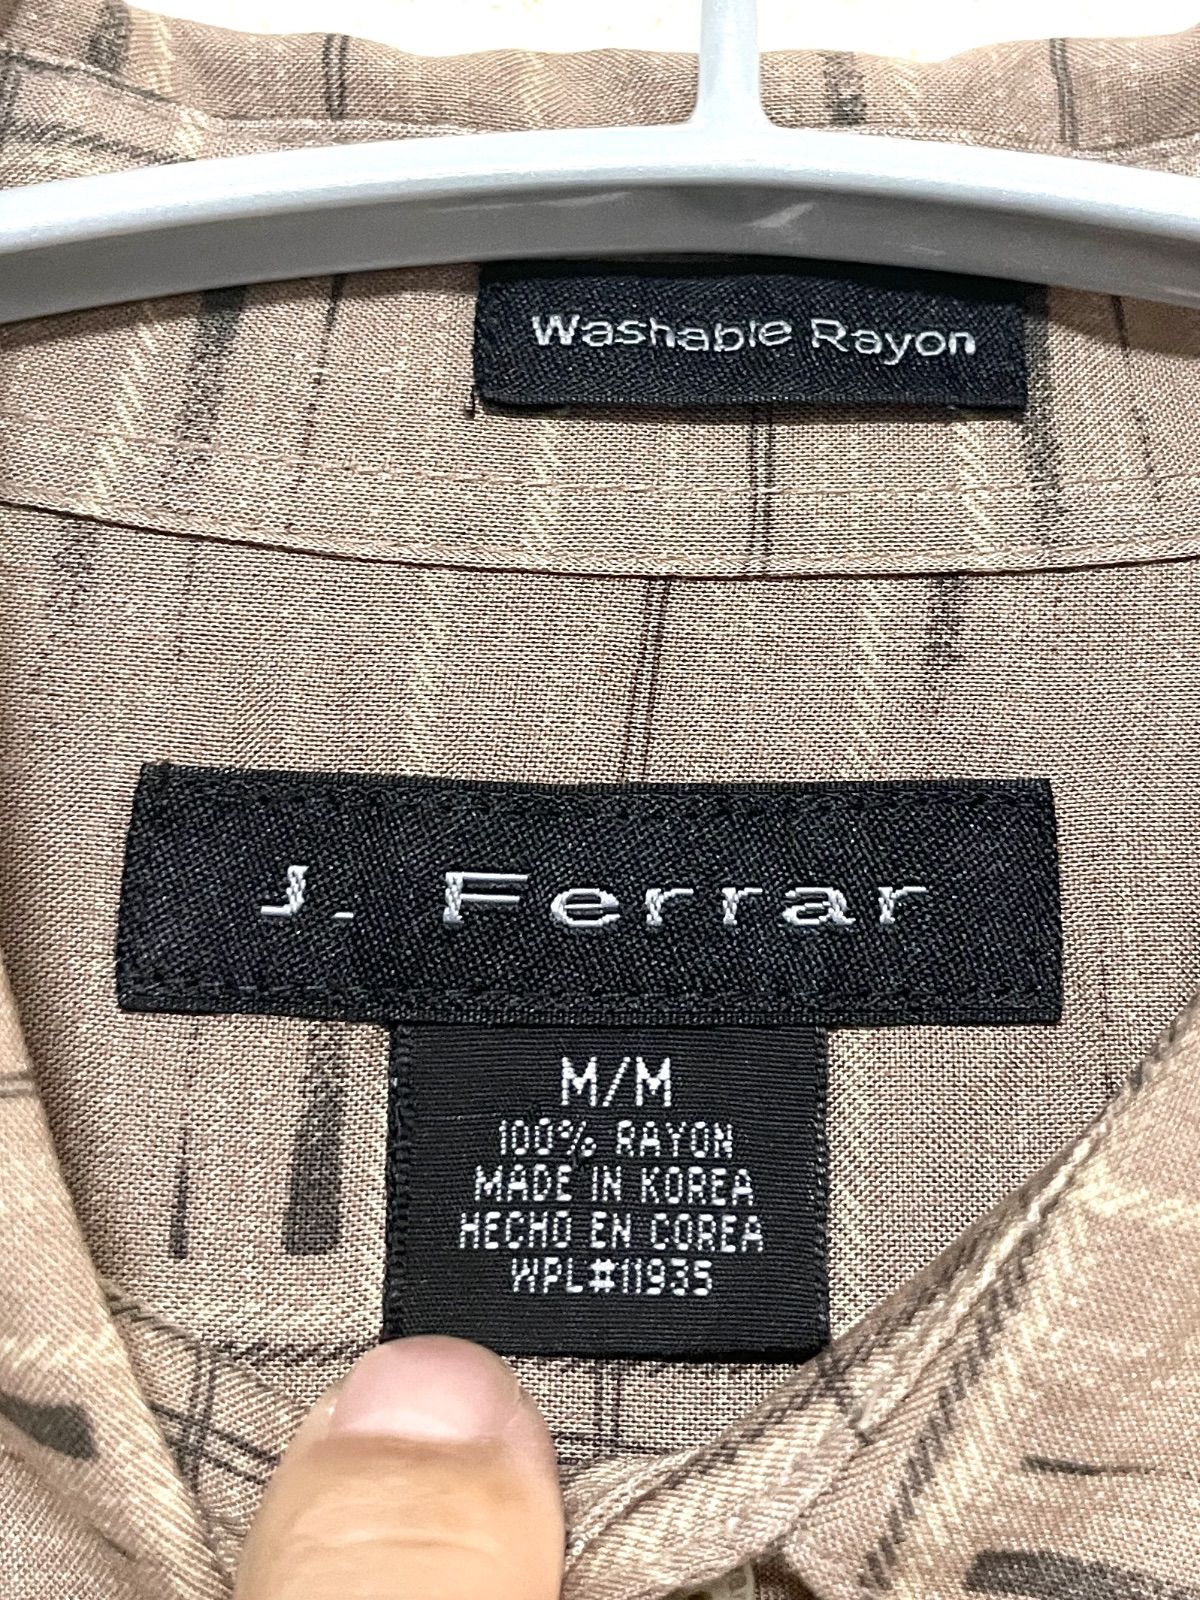 Washable Rayon
J. Ferrar
M/M
100% RAYON
MADE IN KOREA
HECHO EN COREA
WPL#11935